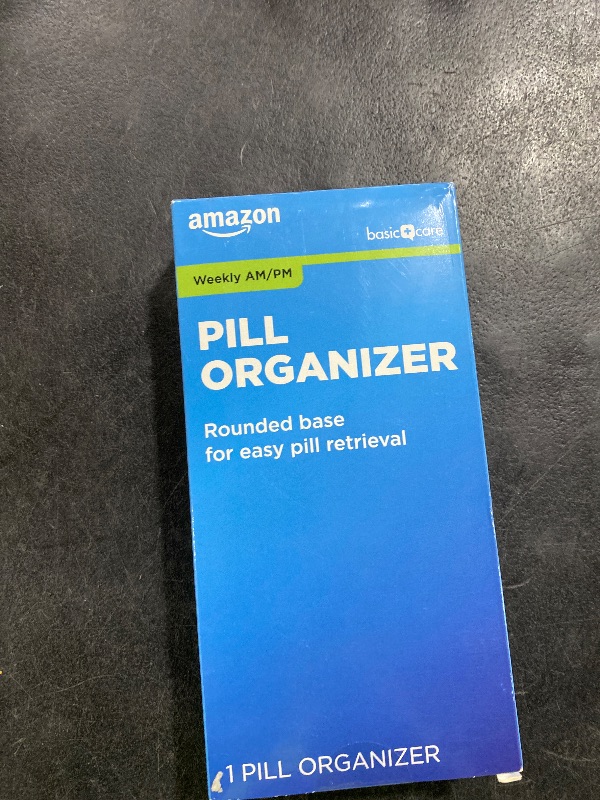 amazon
basic care
Weekly AM/PM
PILL
ORGANIZER
Rounded base
for easy pill retrieval
1 PILL ORGANIZER